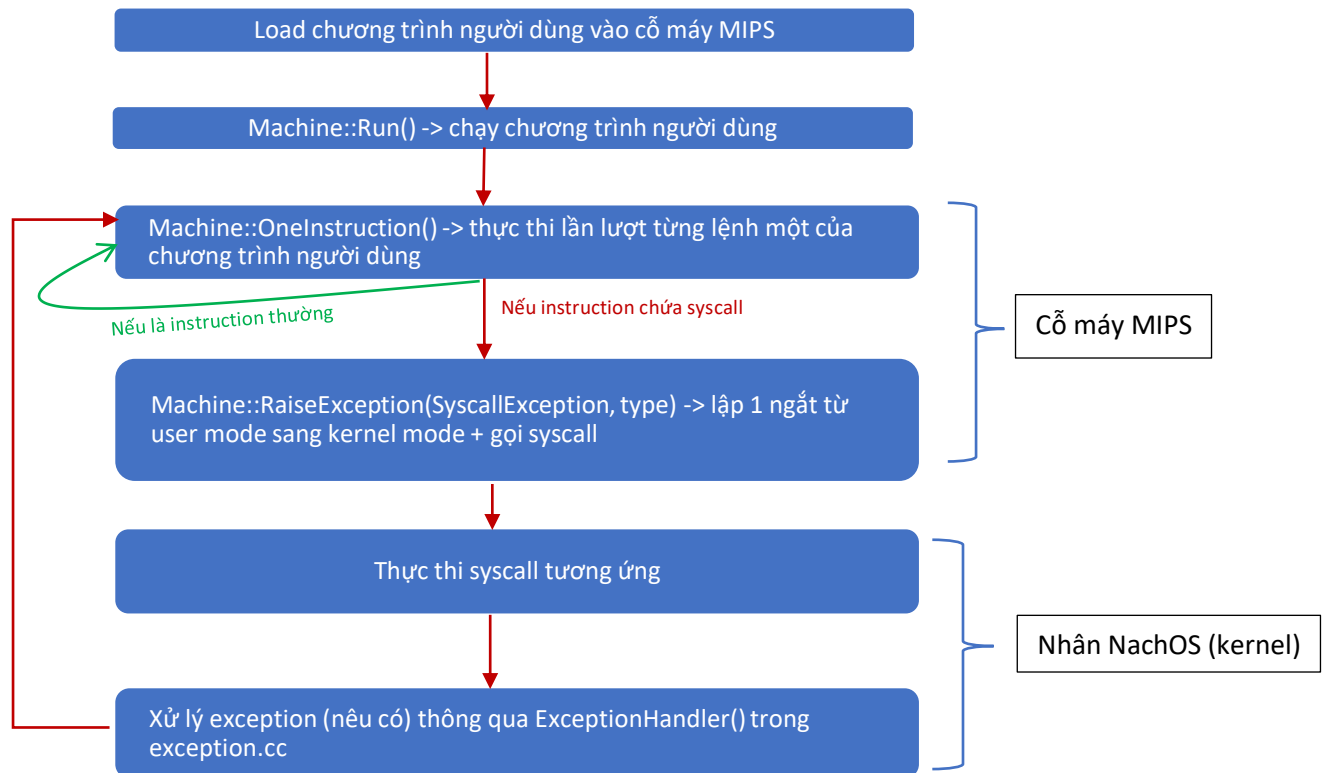 Load chương trình người dùng vào cỗ máy MIPS
Machine::Run() -> chạy chương trình người dùng
Machine::OneInstruction() -> thực thi lần lượt từng lệnh một của
chương trình người dùng
Nếu là instruction thường
Nếu instruction chứa syscall
Cỗ máy MIPS
Machine::RaiseException(SyscallException, type) -> lập 1 ngắt từ
user mode sang kernel mode + gọi syscall
Thực thi syscall tương ứng
Nhân NachOS (kernel)
Xử lý exception (nêu có) thông qua ExceptionHandler() trong
exception.cc